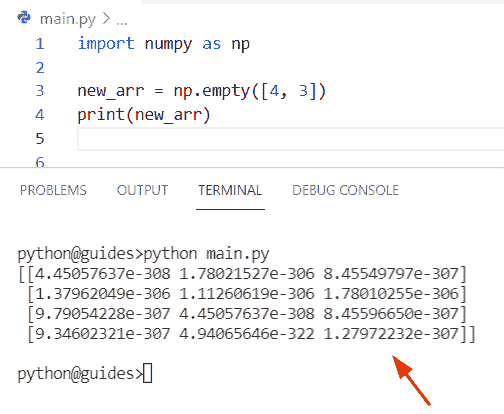 main.py > ...
1 import numpy as np
2
3 new_arr = np.empty([4, 3])
4 print(new_arr)
5
6
PROBLEMS OUTPUT TERMINAL DEBUG CONSOLE
python@guides>python main.py
[[4.45057637e-308 1.78021527e-306 8.45549797e-307]
[1.37962049e-306 1.11260619e-306 1.78010255e-306]
[9.79054228e-307 4.45057638e-308 8.45596650e-307]
[9.34602321e-307 4.94065646e-322 1.27972232e-307]]
python@guides>